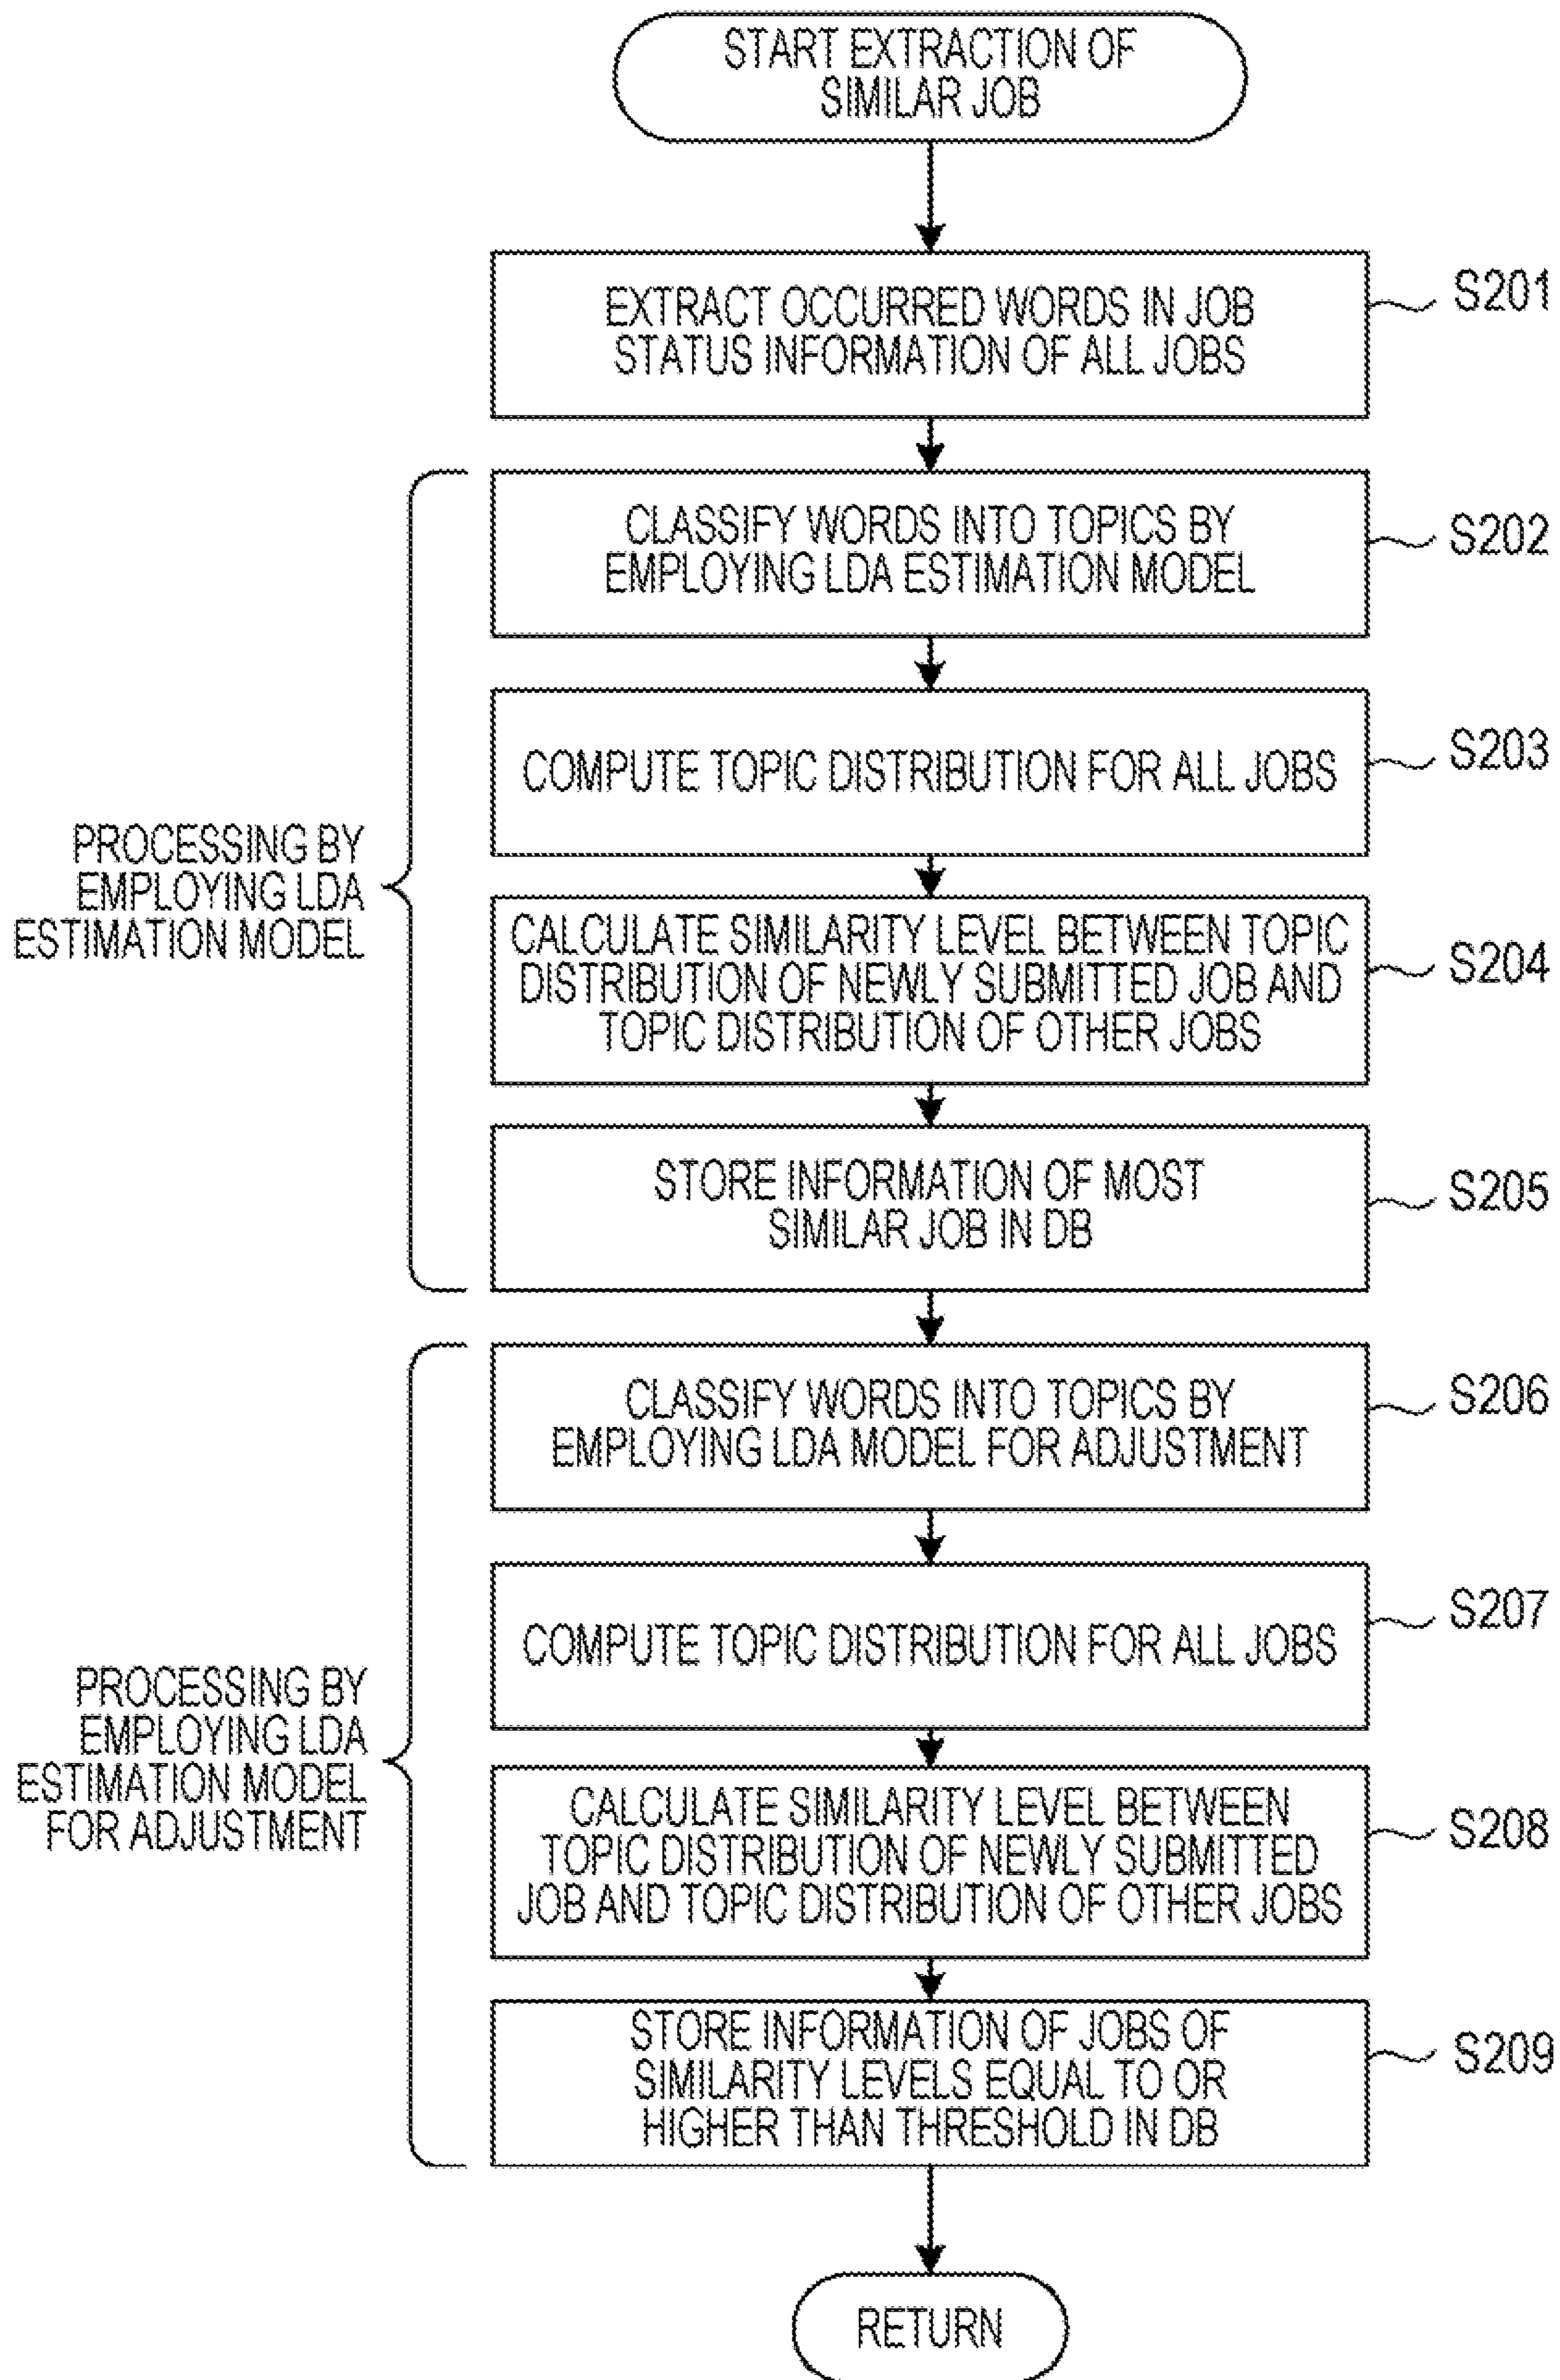 START EXTRACTION OF
SIMILAR JOB
EXTRACT OCCURRED WORDS IN JOB
STATUS INFORMATION OF ALL JOBS
S201
CLASSIFY WORDS INTO TOPICS BY
EMPLOYING LDA ESTIMATION MODEL
S202
COMPUTE TOPIC DISTRIBUTION FOR ALL JOBS
S203
PROCESSING BY
EMPLOYING LDA
ESTIMATION MODEL
CALCULATE SIMILARITY LEVEL BETWEEN TOPIC
DISTRIBUTION OF NEWLY SUBMITTED JOB AND
TOPIC DISTRIBUTION OF OTHER JOBS
S204
STORE INFORMATION OF MOST
SIMILAR JOB IN DB
S205
CLASSIFY WORDS INTO TOPICS BY
EMPLOYING LDA MODEL FOR ADJUSTMENT
S206
COMPUTE TOPIC DISTRIBUTION FOR ALL JOBS
S207
PROCESSING BY
EMPLOYING LDA
ESTIMATION MODEL
FOR ADJUSTMENT
CALCULATE SIMILARITY LEVEL BETWEEN
TOPIC DISTRIBUTION OF NEWLY SUBMITTED
JOB AND TOPIC DISTRIBUTION OF OTHER JOBS
S208
STORE INFORMATION OF JOBS OF
SIMILARITY LEVELS EQUAL TO OR
HIGHER THAN THRESHOLD IN DB
S209
RETURN